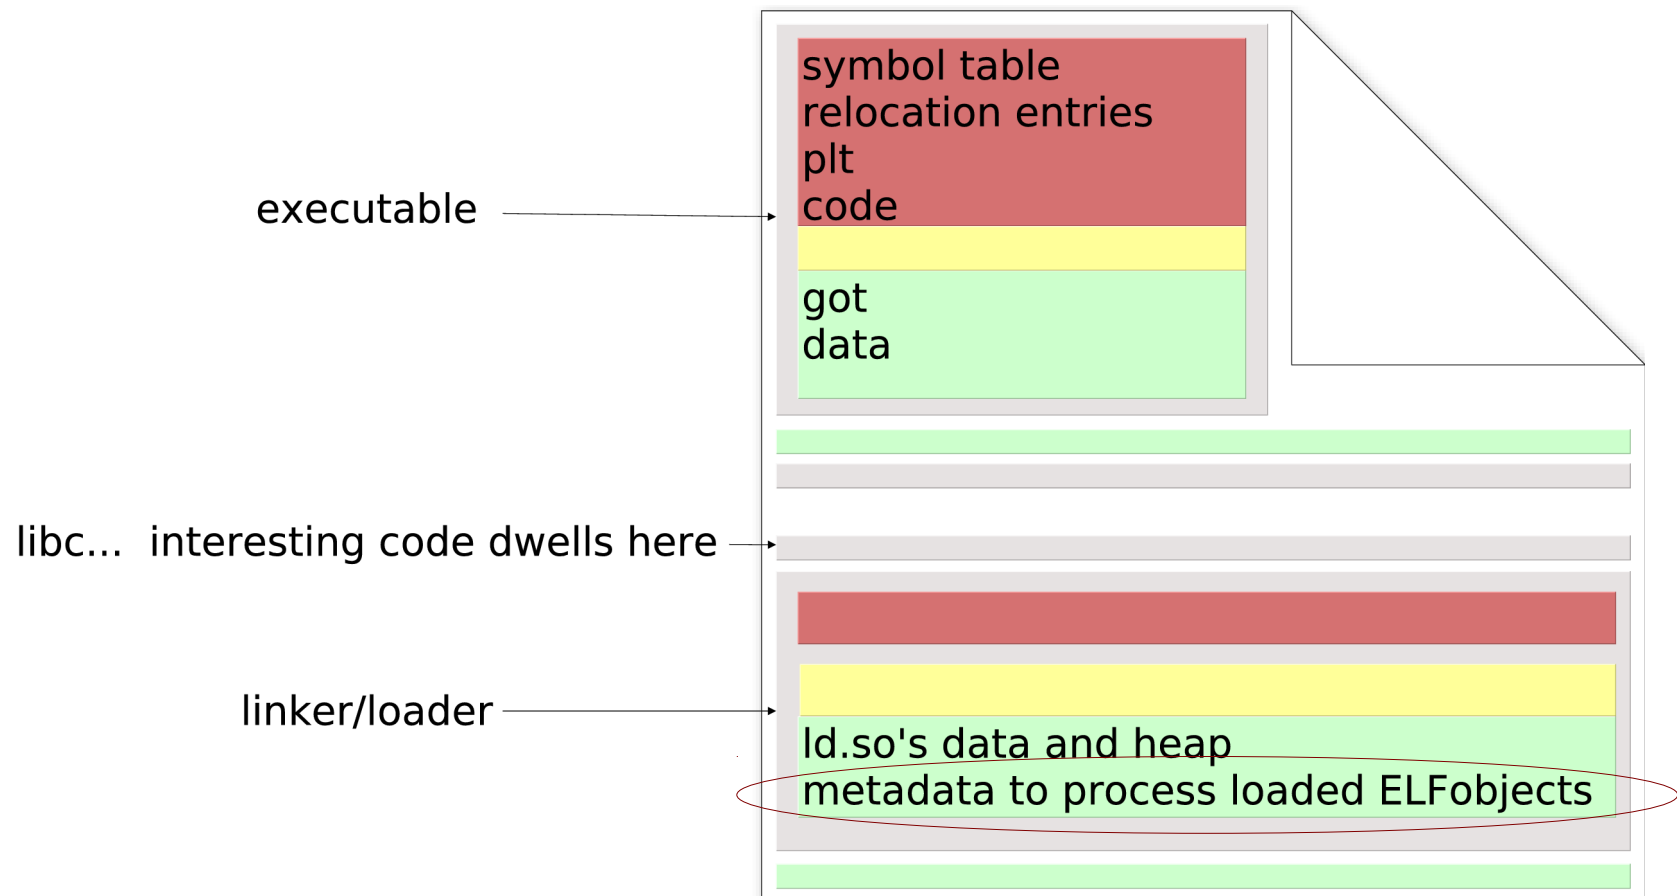 symbol table
relocation entries
plt
code
executable
got
data
libc...  interesting code dwells here
linker/loader
ld.so's data and heap
metadata to process loaded ELFobjects